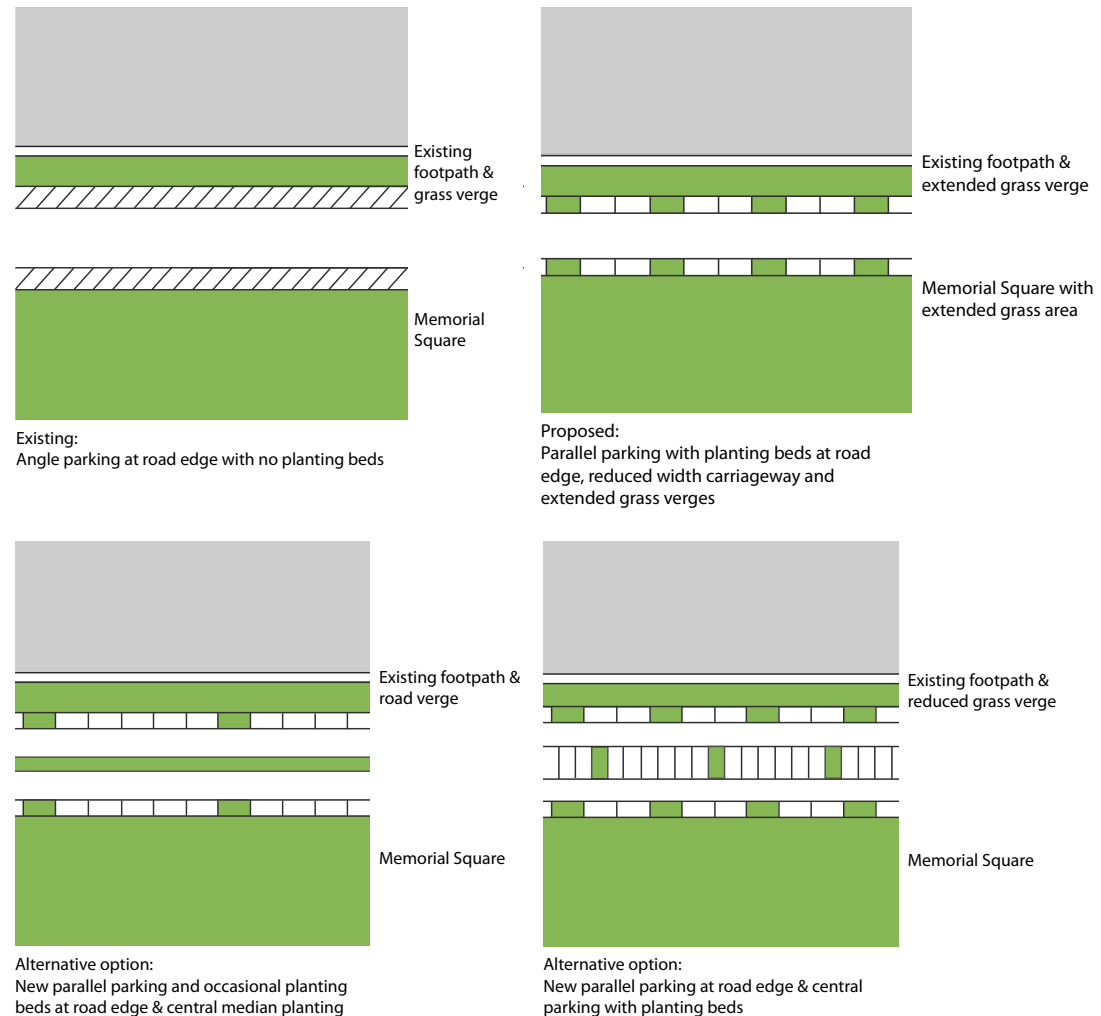 Existing
footpath &
grass verge
Memorial
Square
Existing:
Angle parking at road edge with no planting beds
Existing footpath &
extended grass verge
Memorial Square with
extended grass area
Proposed:
Parallel parking with planting beds at road
edge, reduced width carriageway and
extended grass verges
Existing footpath &
road verge
Memorial Square
Alternative option:
New parallel parking and occasional planting
beds at road edge & central median planting
Existing footpath &
reduced grass verge
Memorial Square
Alternative option:
New parallel parking at road edge & central
parking with planting beds